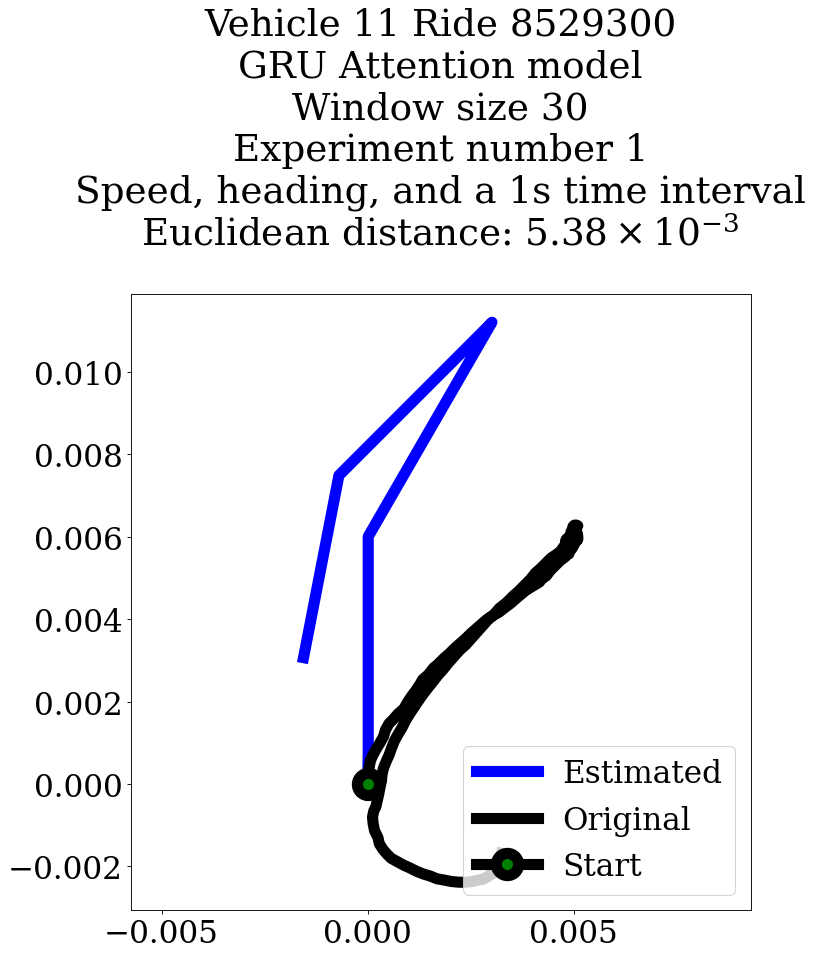 Vehicle 11 Ride 8529300
GRU Attention model
Window size 30
Experiment number 1
Speed, heading, and a 1s time interval
Euclidean distance: 5.38 × 10⁻³
0.010
0.008
0.006
0.004
0.002
0.000
−0.002
−0.005
0.000
0.005
Estimated
Original
Start